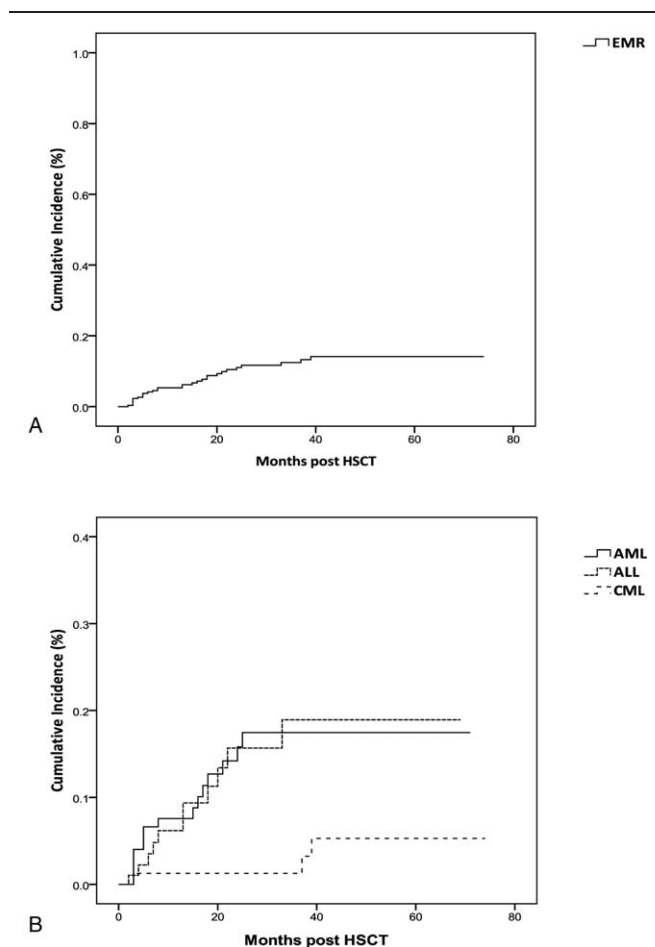 EMR
1.0
0.8
0.6
0.4
0.2
0.0
Cumulative Incidence (%)
0 20 40 60 80
Months post HSCT
A
AML
ALL
CML
0.4
0.3
0.2
0.1
0.0
Cumulative Incidence (%)
0 20 40 60 80
Months post HSCT
B